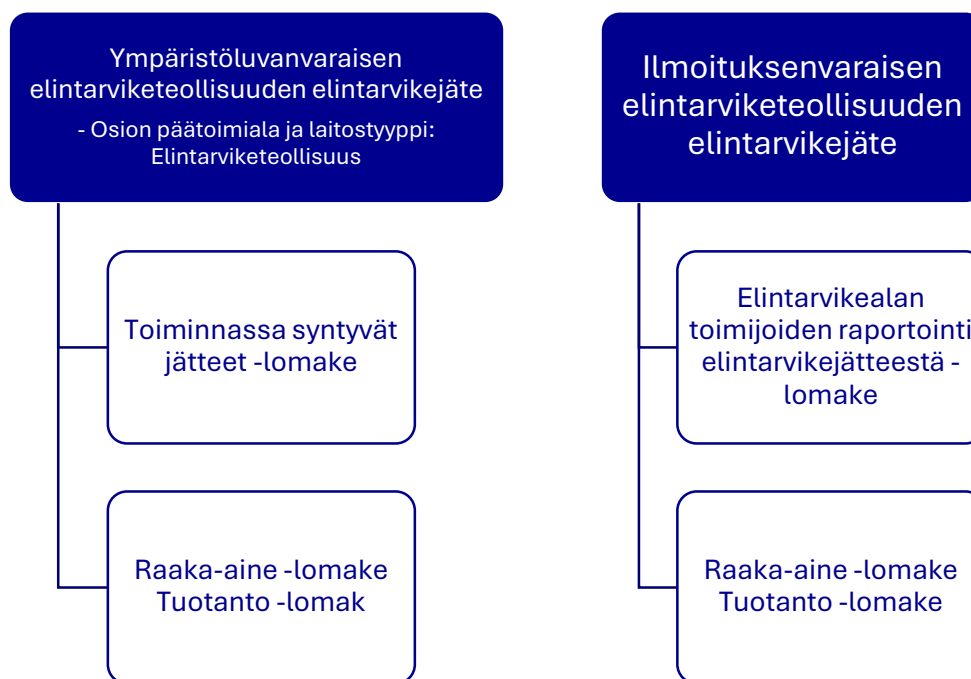 Ympäristöluvanvaraisen
elintarviketeollisuuden elintarvikejäte
- Osion päätoimiala ja laitostyyppi:
Elintarviketeollisuus
Toiminnassa syntyvät
jätteet -lomake
Raaka-aine -lomake
Tuotanto -lomak
Ilmoituksenvaraisen
elintarviketeollisuuden
elintarvikejäte
Elintarvikealan
toimijoiden raportointi
elintarvikejätteestä -
lomake
Raaka-aine -lomake
Tuotanto -lomake